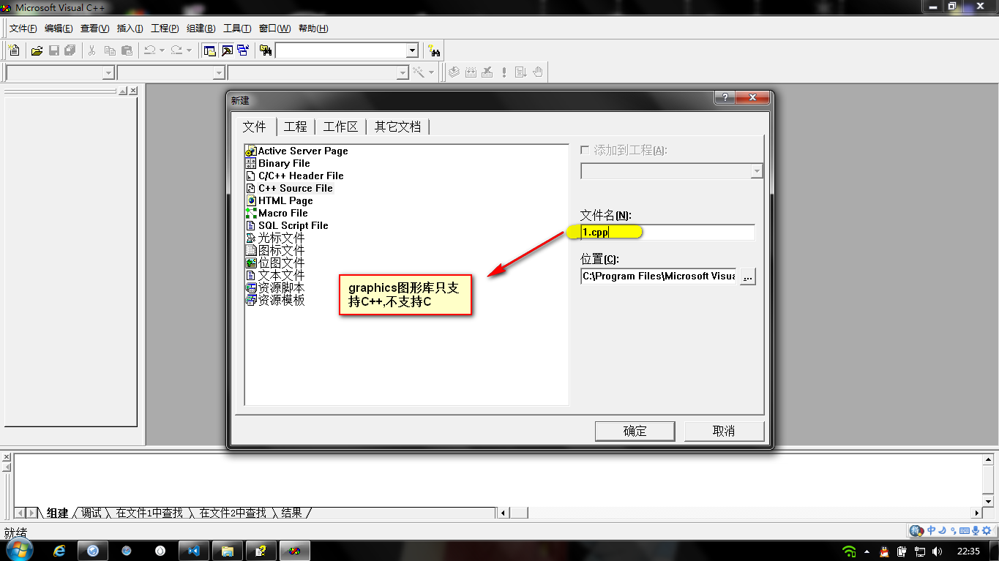 Microsoft Visual C++
文件(F) 编辑(E) 查看(V) 插入(I) 工程(P) 组建(B) 工具(T) 窗口(W) 帮助(H)
新建
文件 工程 工作区 其它文档
Active Server Page
Binary File
C/C++ Header File
C++ Source File
HTML Page
Macro File
SQL Script File
光标文件
图标文件
位图文件
文本文件
资源脚本
资源模板
graphics图形库只支
持C++,不支持C
添加到工程(A):
文件名(N):
1.cpp
位置(C):
C:\Program Files\Microsoft Visua
...
确定 取消
组建 调试 在文件1中查找 在文件2中查找 结果
就绪
中
22:35